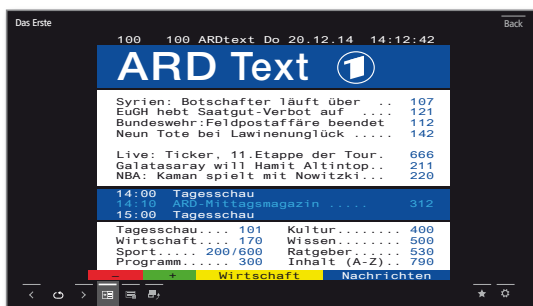 Das Erste
Back
100 100 ARDtext Do 20.12.14 14:12:42
ARD Text 1
Syrien: Botschafter läuft über .. 107
EuGH hebt Saatgut-Verbot auf .... 121
Bundeswehr:Feldpostaffäre beendet 112
Neun Tote bei Lawinenunglück ..... 142
Live: Ticker, 11.Etappe der Tour. 666
Galatasaray will Hamit Altintop.. 211
NBA: Kaman spielt mit Nowitzki... 220
14:00 Tagesschau
14:10 ARD-Mittagsmagazin ..... 312
15:00 Tagesschau
Tagesschau.... 101 Kultur........ 400
Wirtschaft.... 170 Wissen........ 500
Sport..... 200/600 Ratgeber...... 530
Programm...... 300 Inhalt (A-Z).. 790
- + Wirtschaft Nachrichten